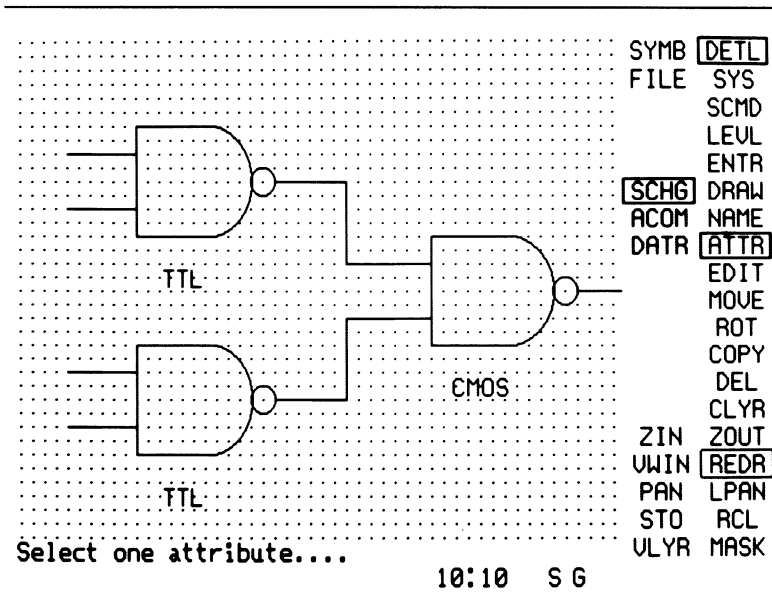 SYMB DETL
FILE SYS
SCMD
LEVL
ENTR
SCHG DRAW
ACOM NAME
DATR ATTR
EDIT
MOVE
ROT
COPY
DEL
CLYR
ZIN ZOUT
VWIN REDR
PAN LPAN
STO RCL
VLYR MASK
TTL
CMOS
TTL
Select one attribute....
10:10 S G